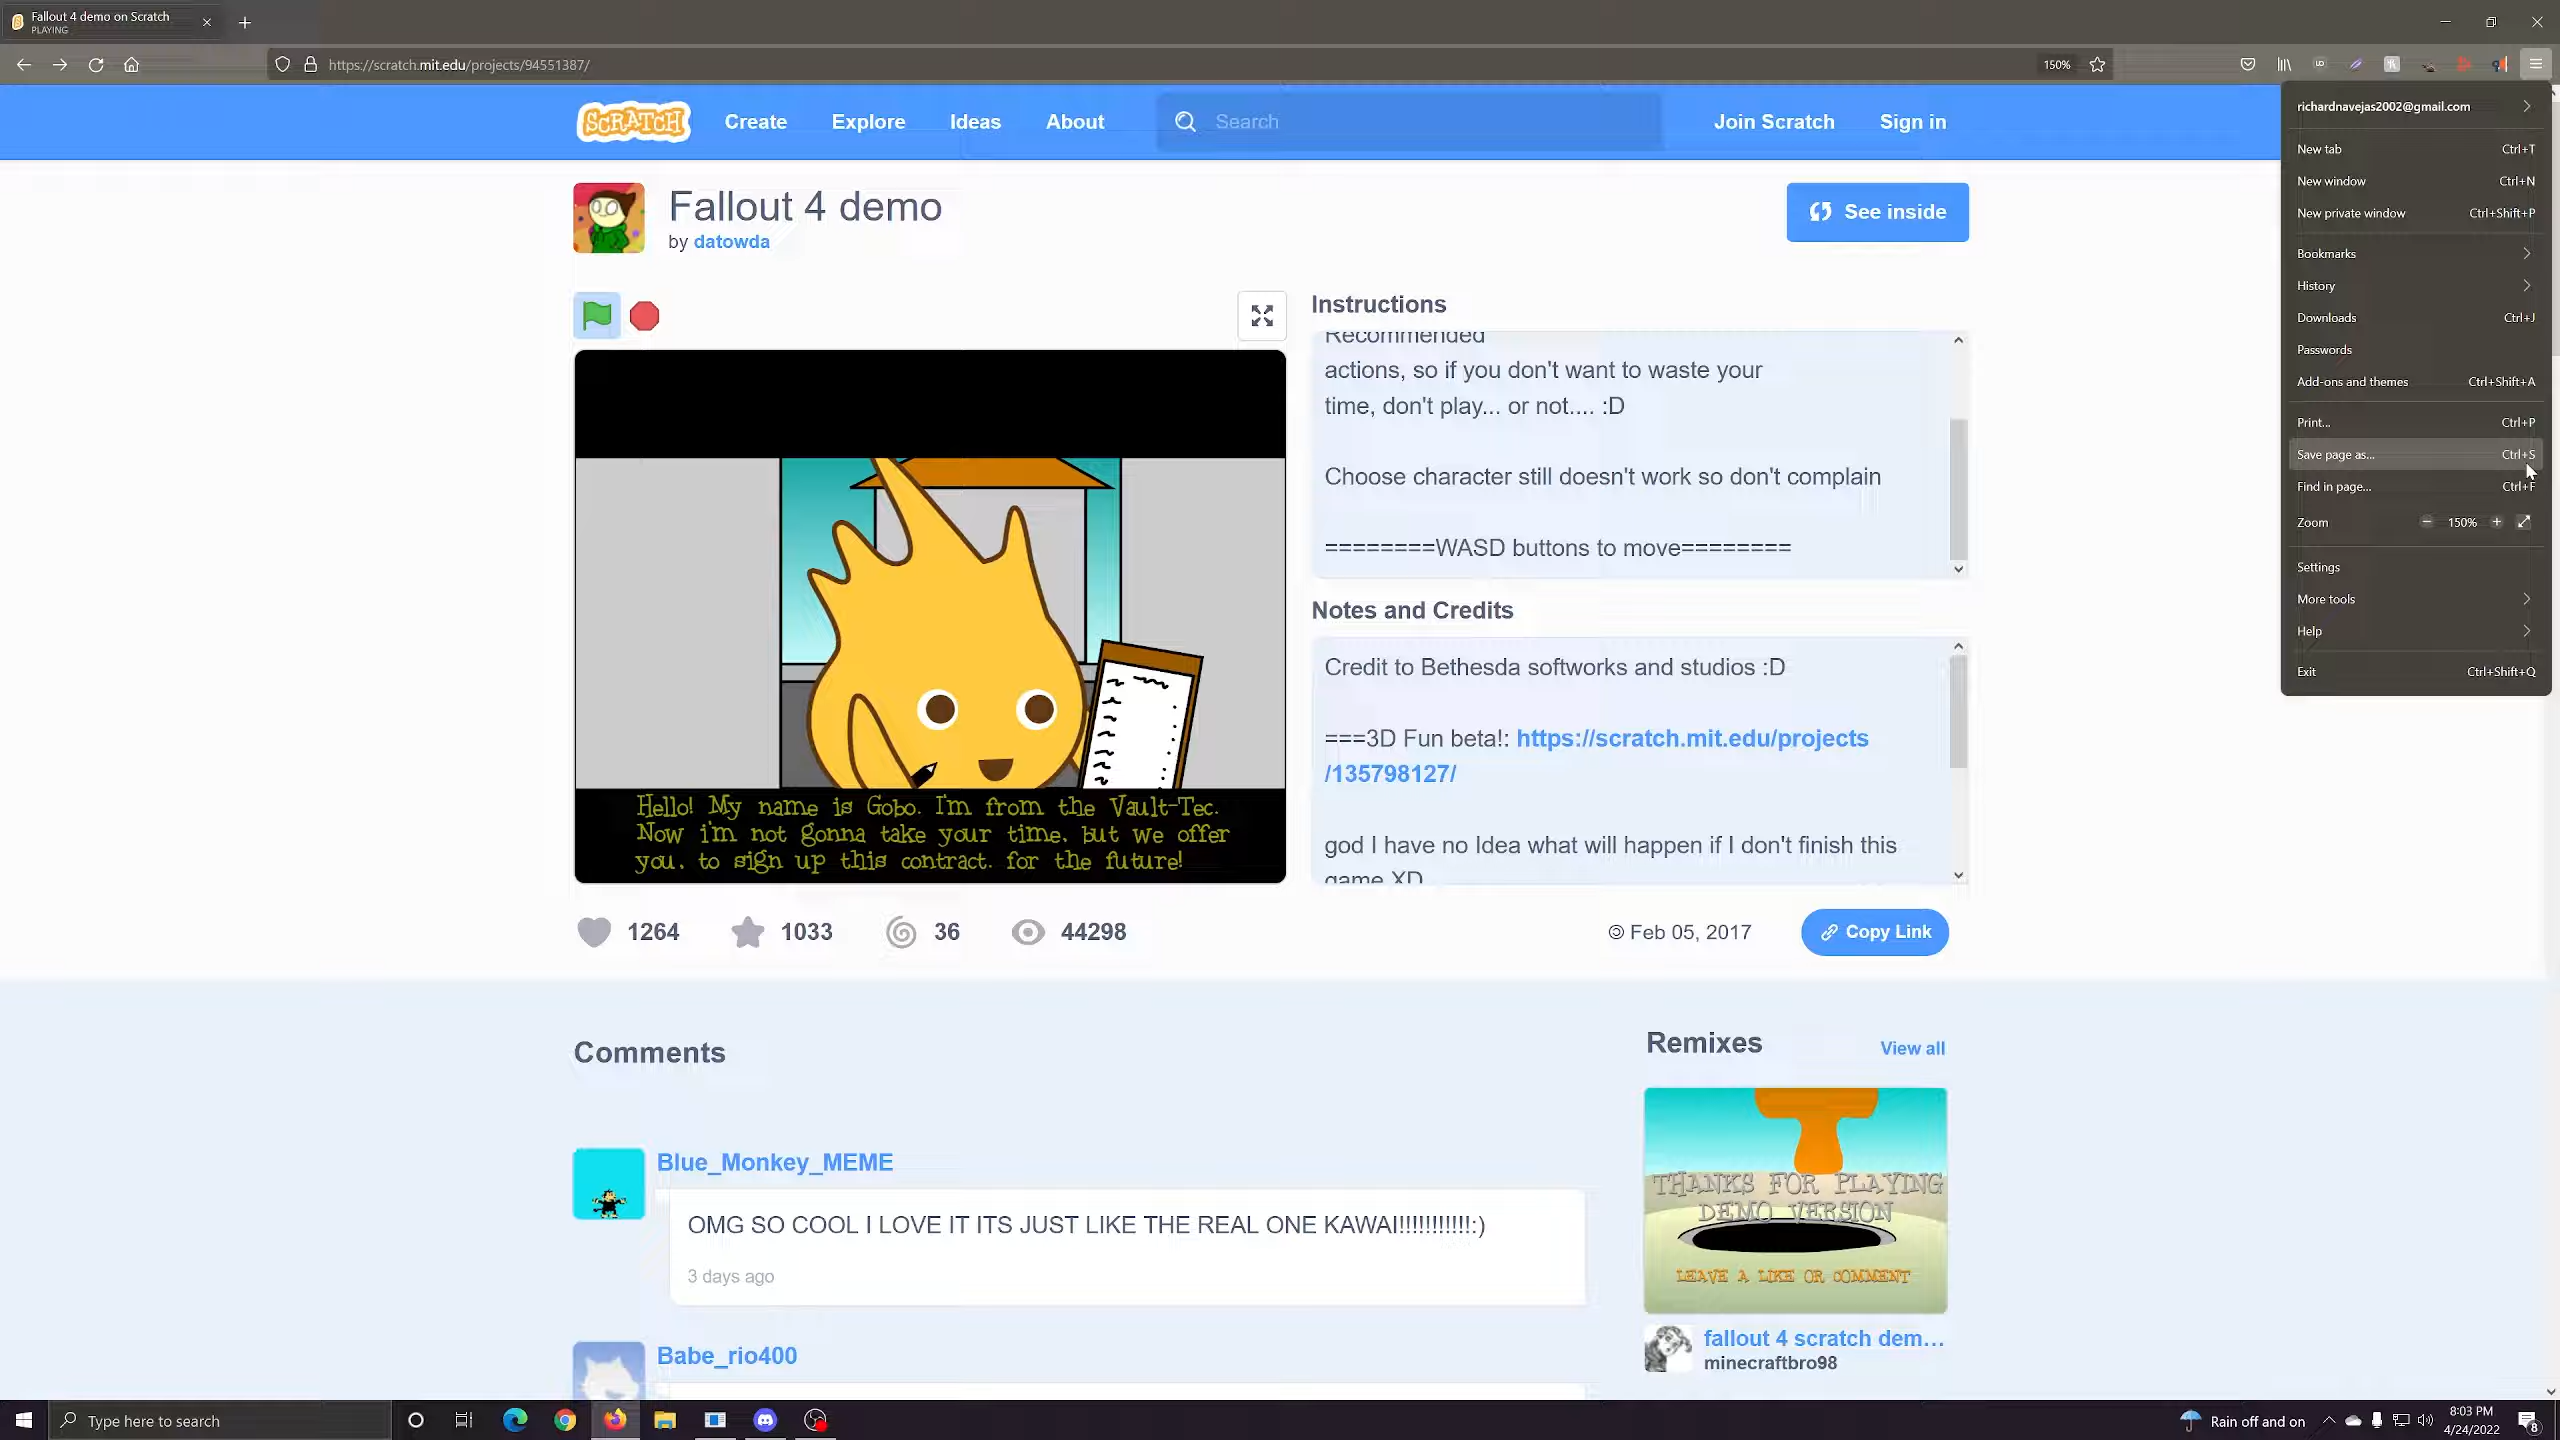 Fallout 4 demo on Scratch
PLAYING
https://scratch.mit.edu/projects/94551387/
150%
SCRATCH
Create
Explore
Ideas
About
Search
Join Scratch
Sign in
richardnavejas2002@gmail.com
New tab Ctrl+T
New window Ctrl+N
New private window Ctrl+Shift+P
Bookmarks
History
Downloads Ctrl+J
Passwords
Add-ons and themes Ctrl+Shift+A
Print... Ctrl+P
Save page as... Ctrl+S
Find in page... Ctrl+F
Zoom 150%
Settings
More tools
Help
Exit Ctrl+Shift+Q
Fallout 4 demo
by datowda
See inside
Instructions
Recommended
actions, so if you don't want to waste your
time, don't play... or not.... :D
Choose character still doesn't work so don't complain
========WASD buttons to move========
Notes and Credits
Credit to Bethesda softworks and studios :D
===3D Fun beta!: https://scratch.mit.edu/projects
/135798127/
god I have no Idea what will happen if I don't finish this
game XD
Hello! My name is Gobo. I'm from the Vault-Tec.
Now i'm not gonna take your time, but we offer
you, to sign up this contract. for the future!
1264
1033
36
44298
Feb 05, 2017
Copy Link
Comments
Blue_Monkey_MEME
OMG SO COOL I LOVE IT ITS JUST LIKE THE REAL ONE KAWAI!!!!!!!!!!!:)
3 days ago
Babe_rio400
Remixes
View all
THANKS FOR PLAYING
DEMO VERSION
LEAVE A LIKE OR COMMENT
fallout 4 scratch dem...
minecraftbro98
Type here to search
Rain off and on
8:03 PM
4/24/2022
8